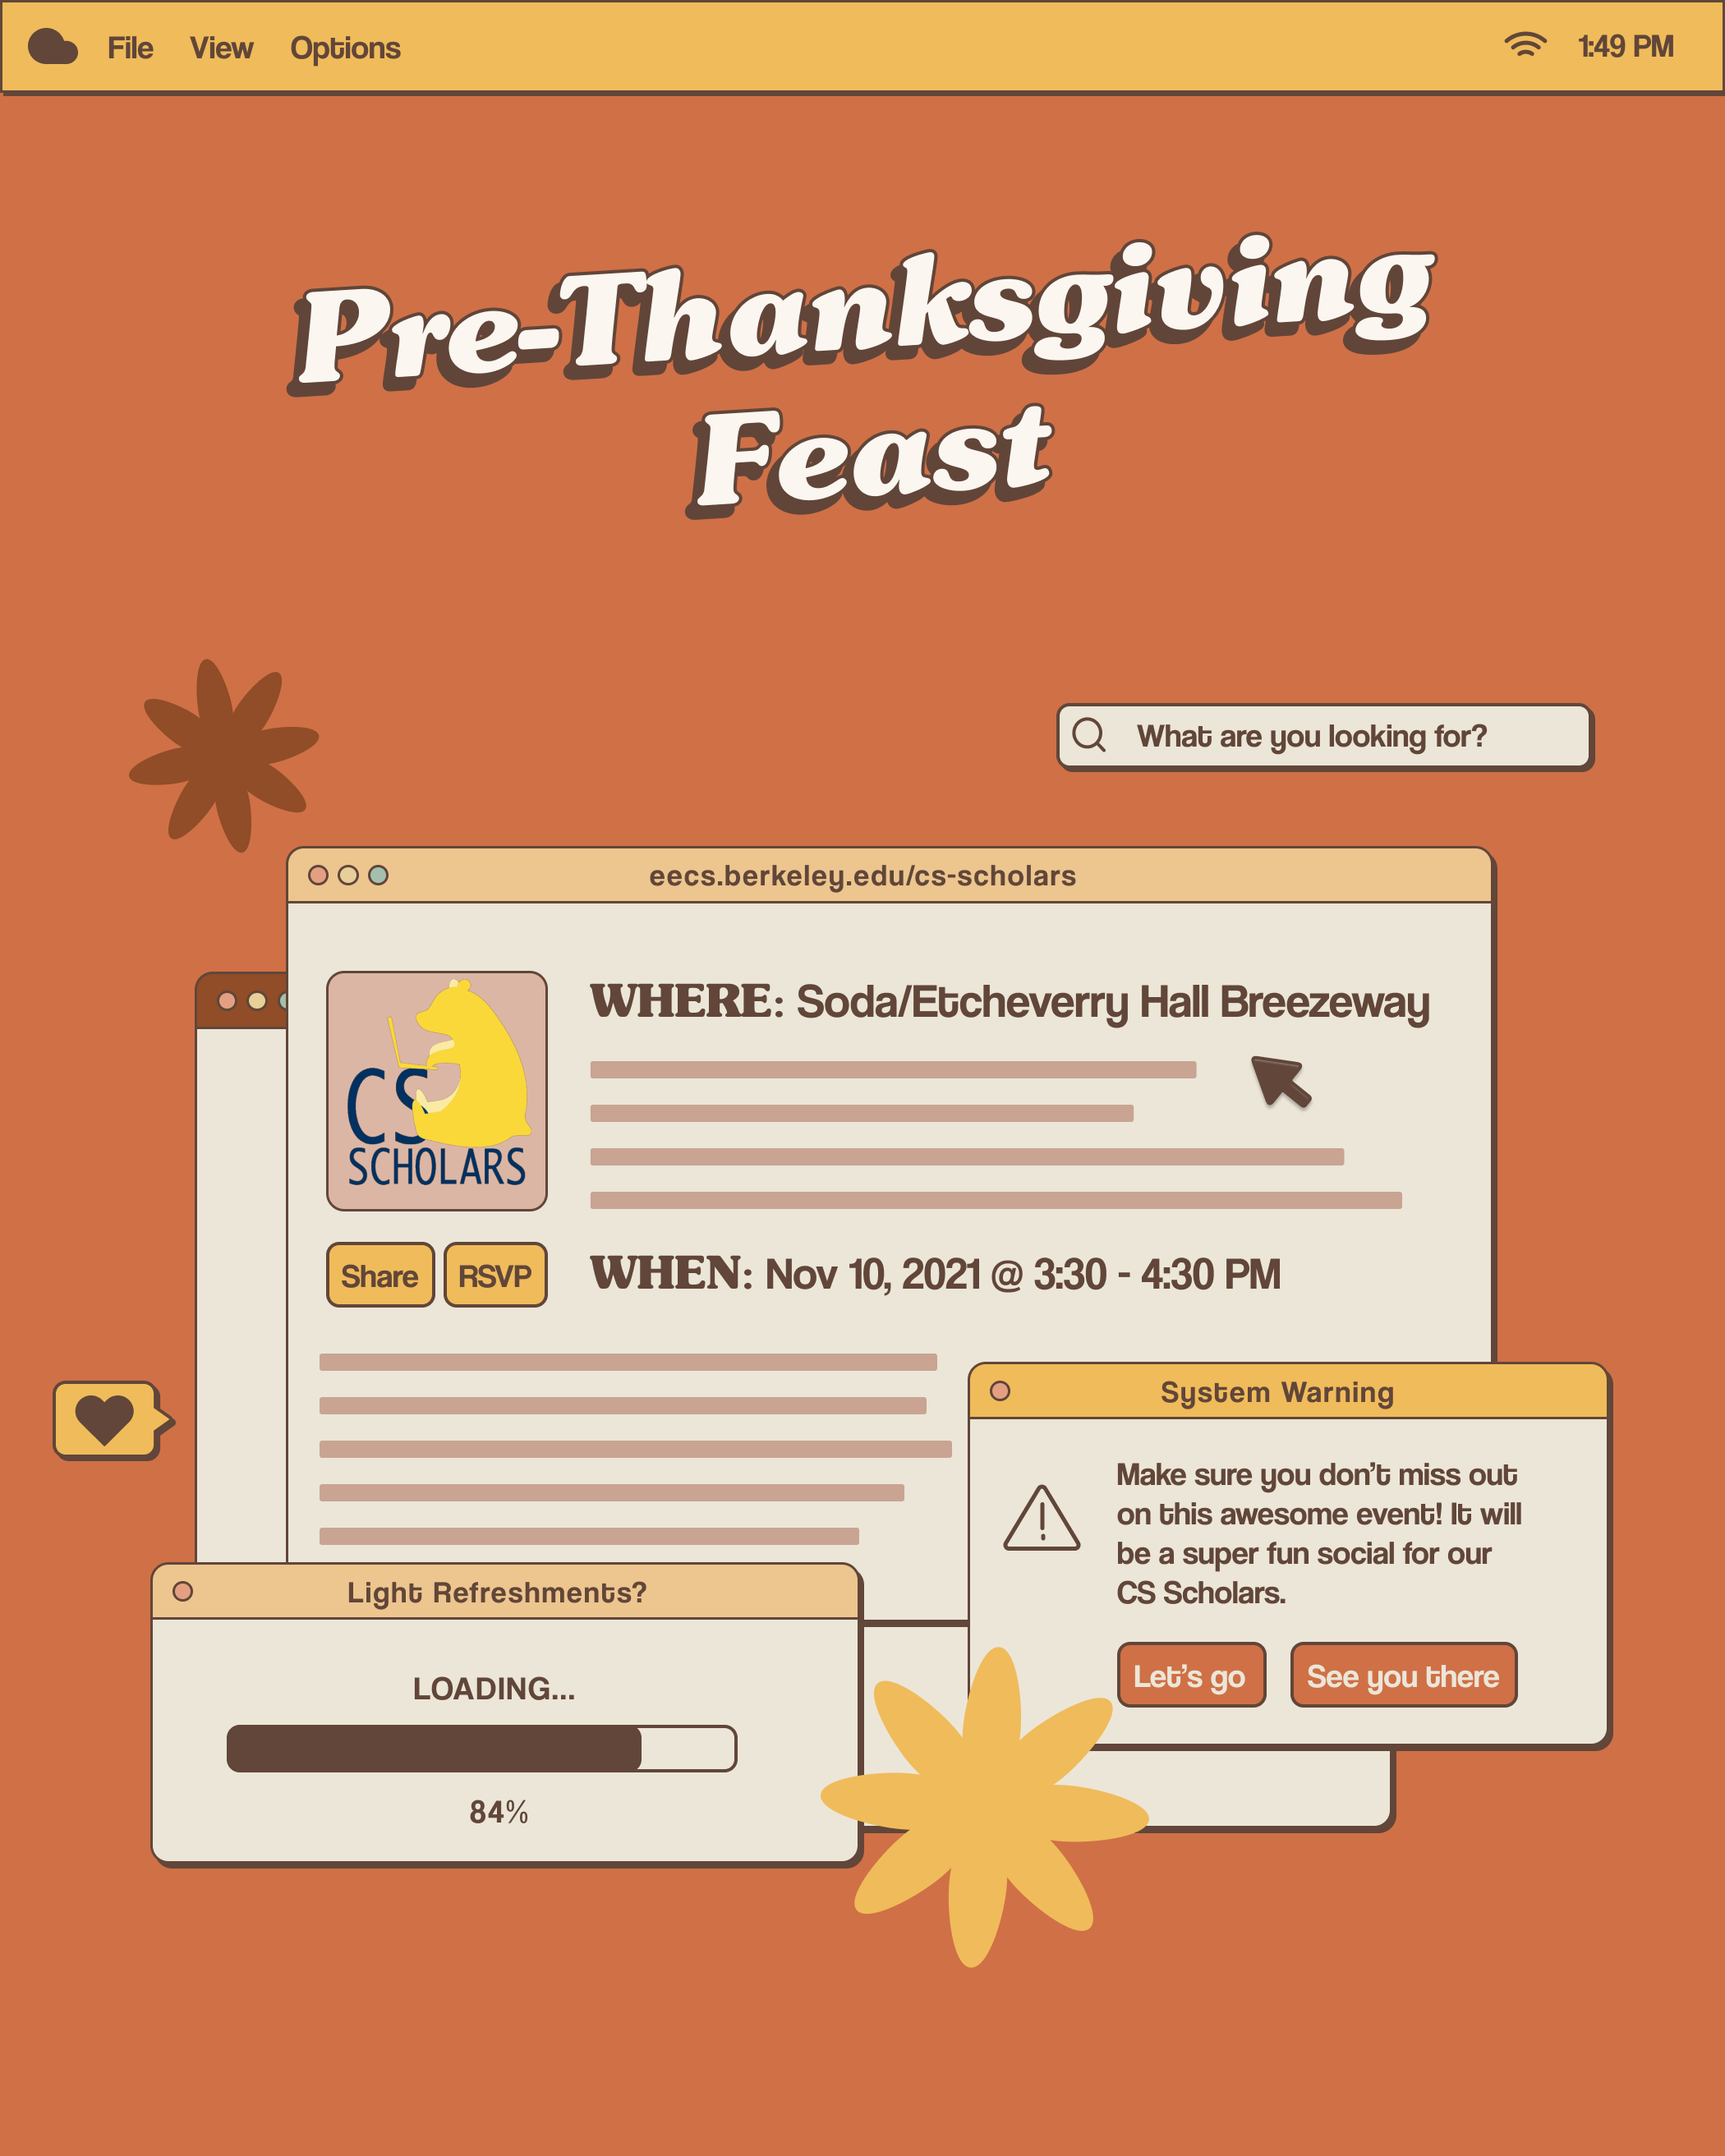 File View Options 1:49 PM
Pre-Thanksgiving
Feast
What are you looking for?
eecs.berkeley.edu/cs-scholars
CS
SCHOLARS
WHERE: Soda/Etcheverry Hall Breezeway
Share RSVP
WHEN: Nov 10, 2021 @ 3:30 - 4:30 PM
System Warning
Make sure you don't miss out
on this awesome event! It will
be a super fun social for our
CS Scholars.
Let's go See you there
Light Refreshments?
LOADING...
84%